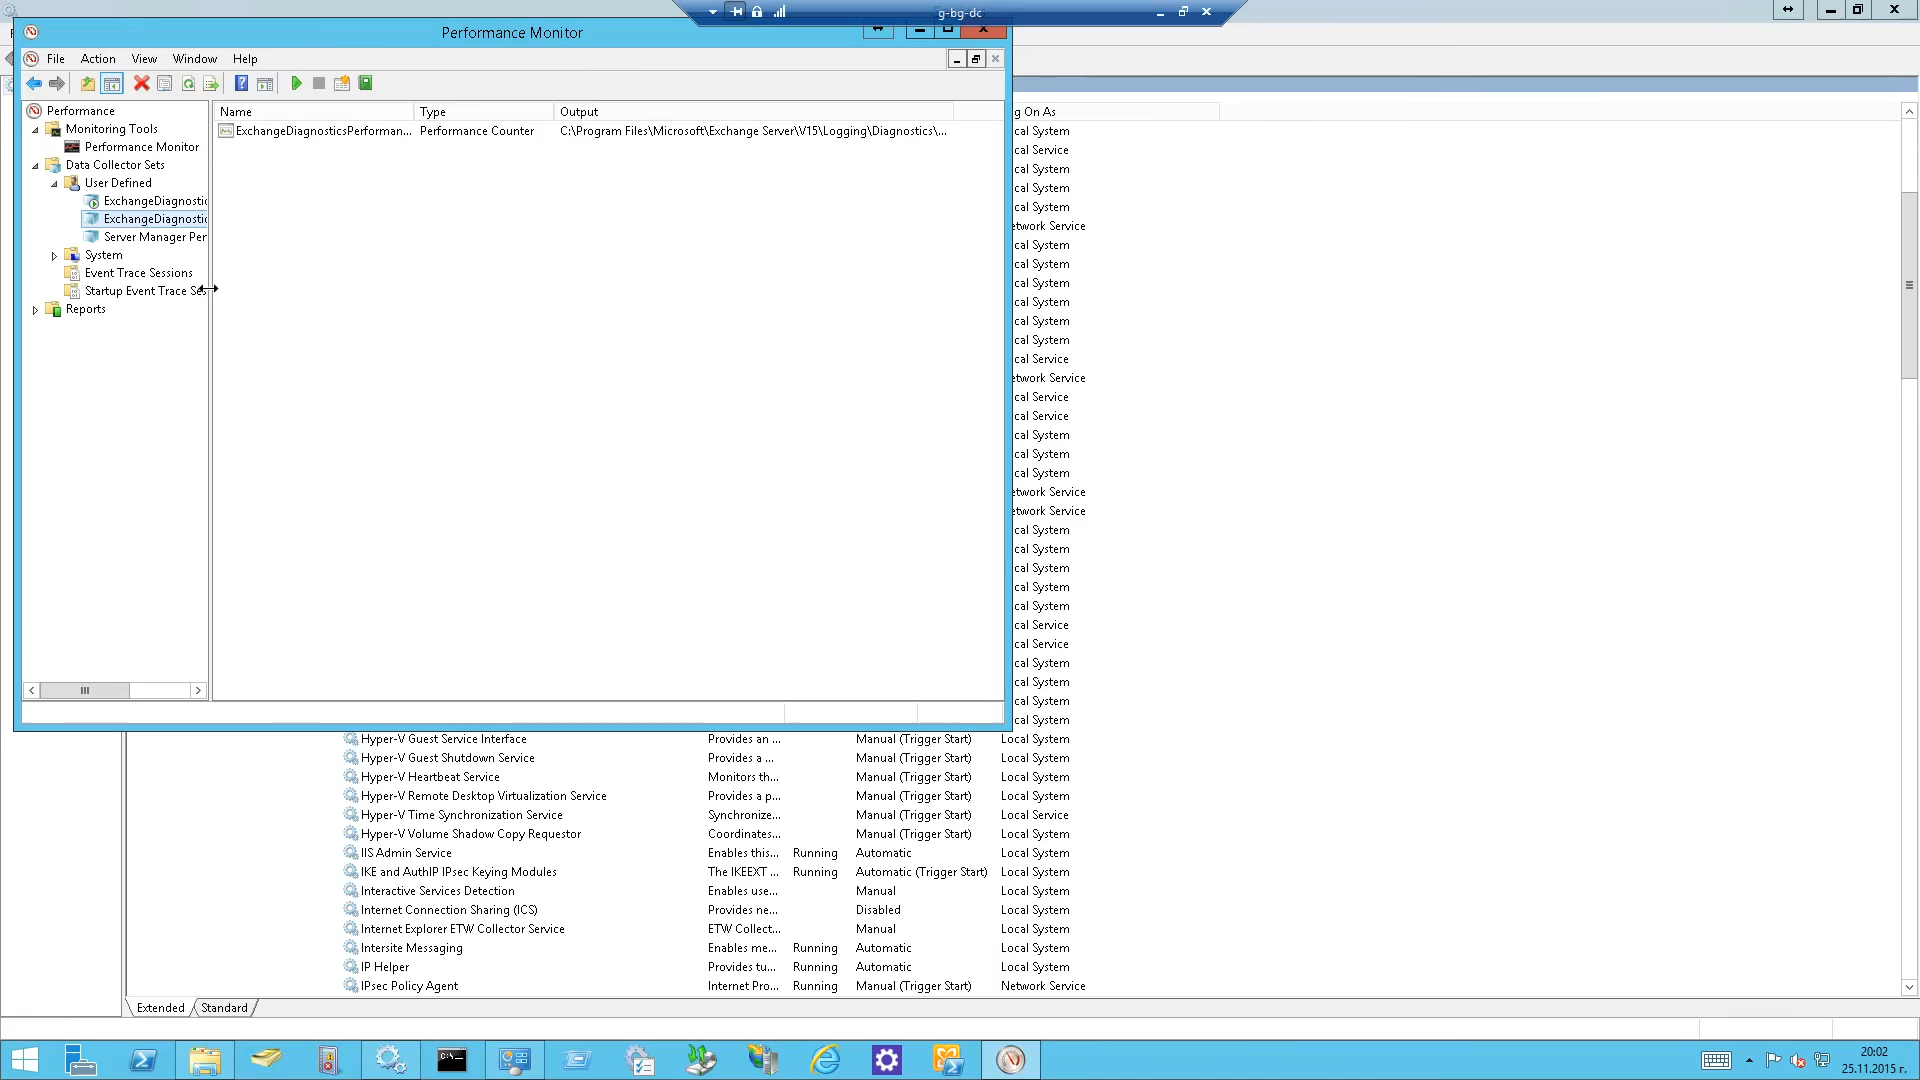 g-bg-dc
Performance Monitor
File Action View Window Help
Performance
Monitoring Tools
Performance Monitor
Data Collector Sets
User Defined
ExchangeDiagnostic
ExchangeDiagnostic
Server Manager Per
System
Event Trace Sessions
Startup Event Trace Ses
Reports
Name Type Output
ExchangeDiagnosticsPerforman... Performance Counter C:\Program Files\Microsoft\Exchange Server\V15\Logging\Diagnostics\...
g On As
cal System
cal Service
cal System
cal System
cal System
etwork Service
cal System
cal System
cal System
cal System
cal System
cal System
cal Service
etwork Service
cal Service
cal Service
cal System
cal System
cal System
etwork Service
etwork Service
cal System
cal System
cal System
cal System
cal System
cal Service
cal Service
cal System
cal System
cal System
cal System
Hyper-V Guest Service Interface Provides an ... Manual (Trigger Start) Local System
Hyper-V Guest Shutdown Service Provides a ... Manual (Trigger Start) Local System
Hyper-V Heartbeat Service Monitors th... Manual (Trigger Start) Local System
Hyper-V Remote Desktop Virtualization Service Provides a p... Manual (Trigger Start) Local System
Hyper-V Time Synchronization Service Synchronize... Manual (Trigger Start) Local Service
Hyper-V Volume Shadow Copy Requestor Coordinates... Manual (Trigger Start) Local System
IIS Admin Service Enables this... Running Automatic Local System
IKE and AuthIP IPsec Keying Modules The IKEEXT ... Running Automatic (Trigger Start) Local System
Interactive Services Detection Enables use... Manual Local System
Internet Connection Sharing (ICS) Provides ne... Disabled Local System
Internet Explorer ETW Collector Service ETW Collect... Manual Local System
Intersite Messaging Enables me... Running Automatic Local System
IP Helper Provides tu... Running Automatic Local System
IPsec Policy Agent Internet Pro... Running Manual (Trigger Start) Network Service
Extended Standard
20:02
25.11.2015 г.